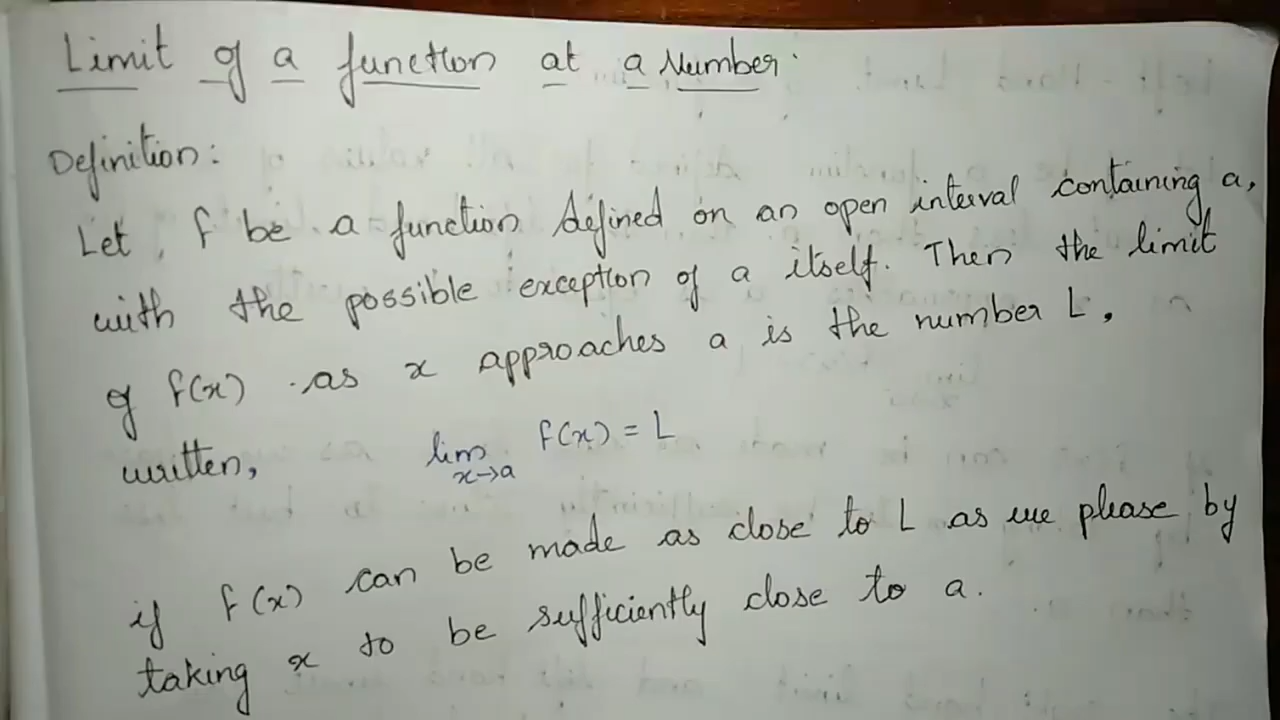 Limit of a function at a Number.
Definition:
Let f be a function defined on an open interval containing a,
with the possible exception of a itself. Then the limit
of f(x) as x approaches a is the number L,
written, lim x→a f(x) = L
if f(x) can be made as close to L as we please by
taking x to be sufficiently close to a.